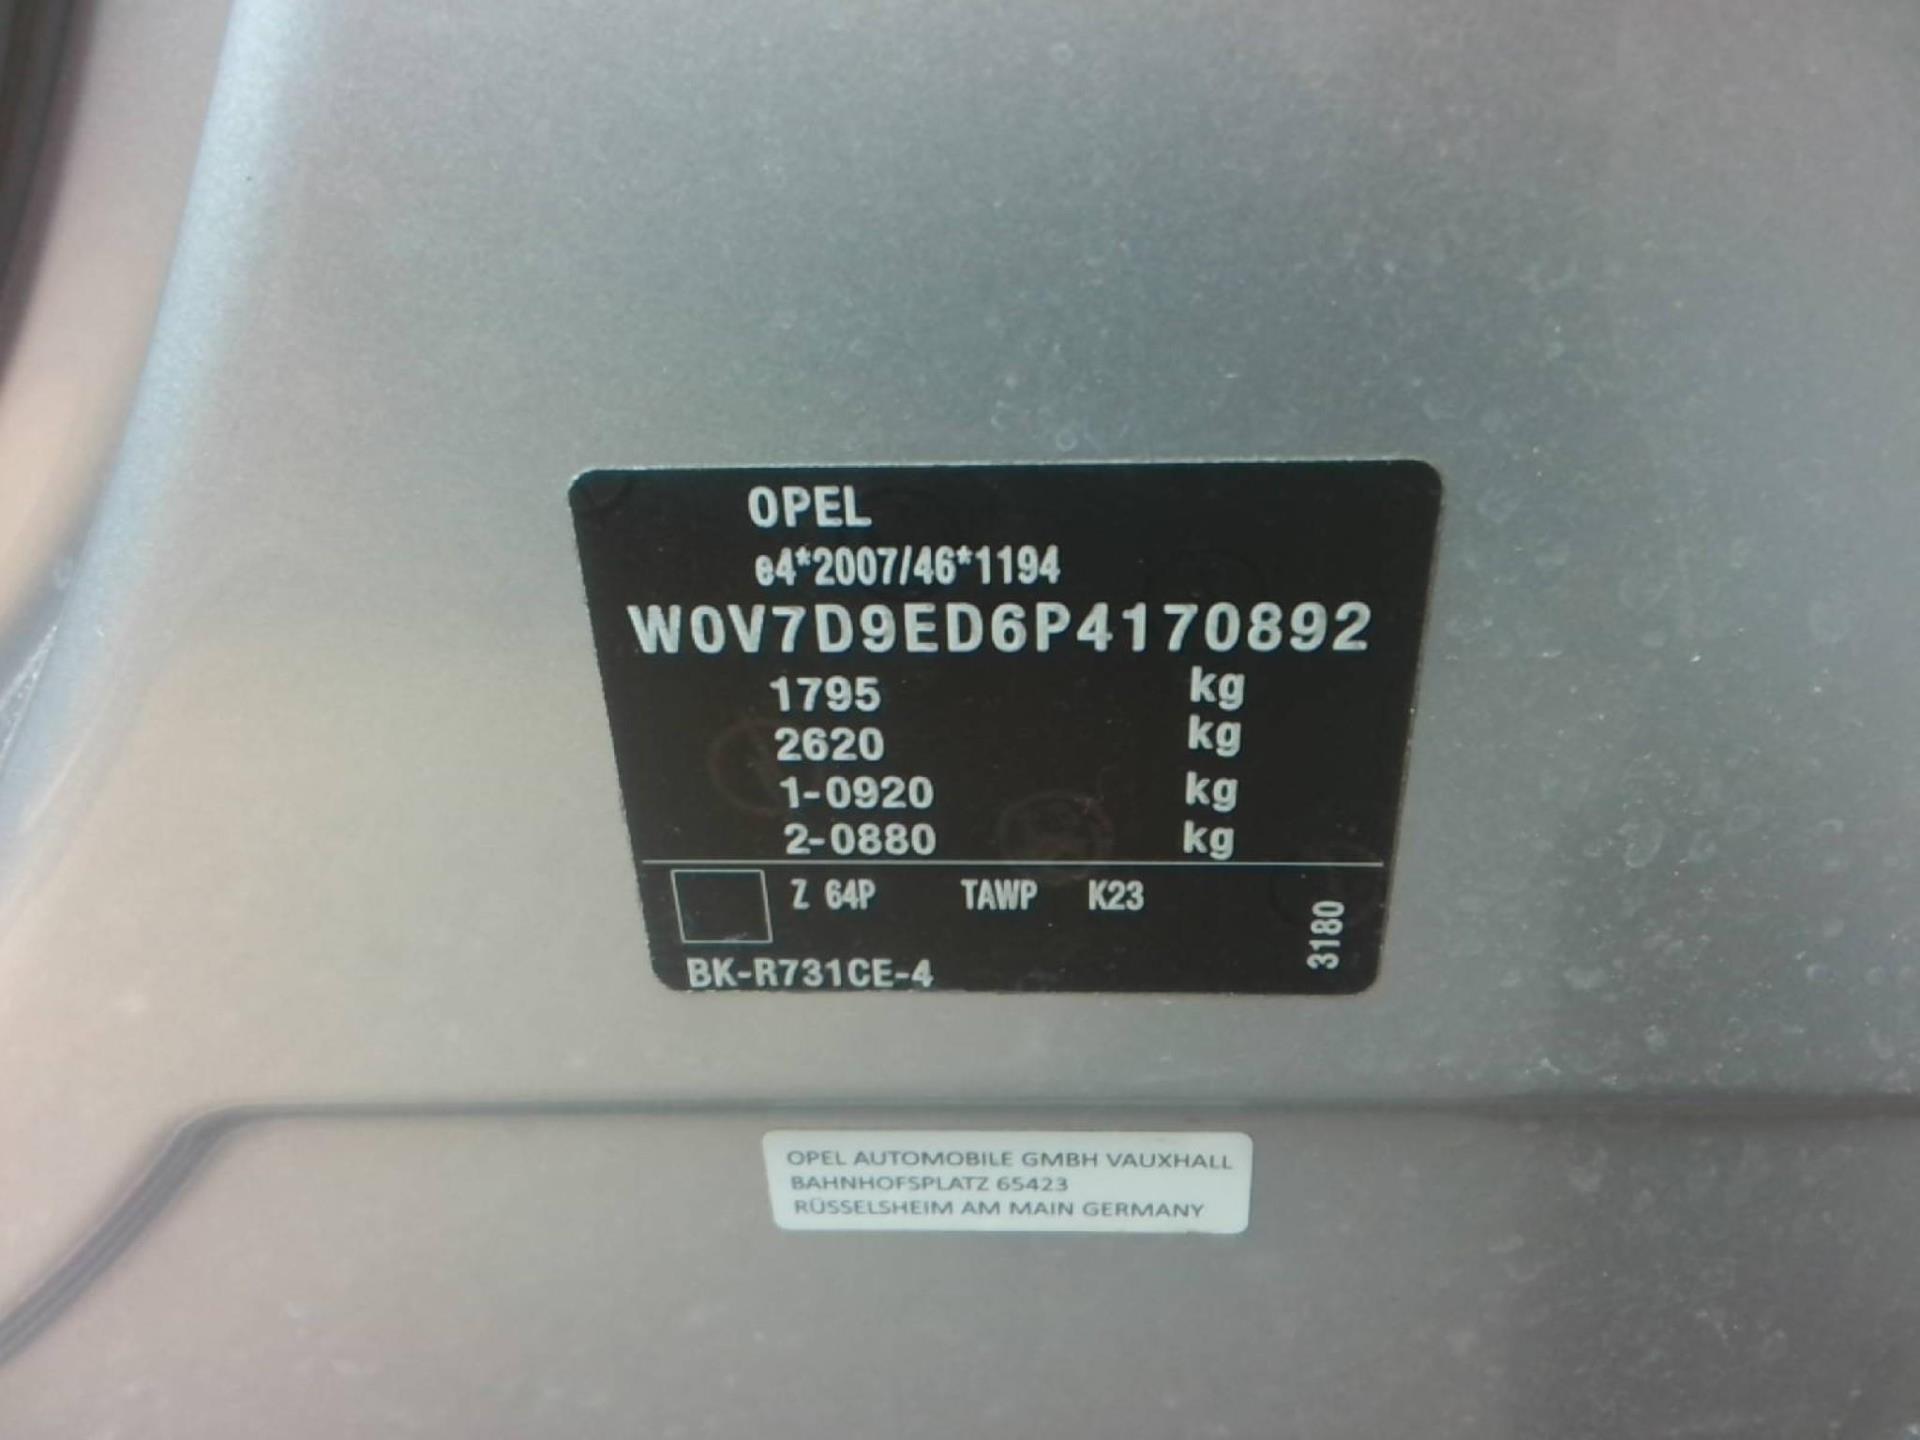 OPEL
e4*2007/46*1194
W0V7D9ED6P4170892
1795 kg
2620 kg
1-0920 kg
2-0880 kg
Z 64P TAWP K23
3180
BK-R731CE-4
OPEL AUTOMOBILE GMBH VAUXHALL
BAHNHOFSPLATZ 65423
RÜSSELSHEIM AM MAIN GERMANY